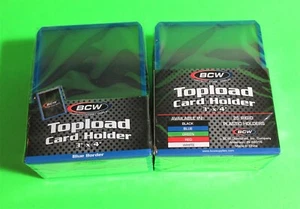 BCW
Topload
Card Holder
3" x 4"
Blue Border
BCW
Topload
Card Holder
3" x 4"
AVAILABLE IN:
BLACK
BLUE
GREEN
RED
WHITE
25 RIGID
PLASTIC HOLDERS